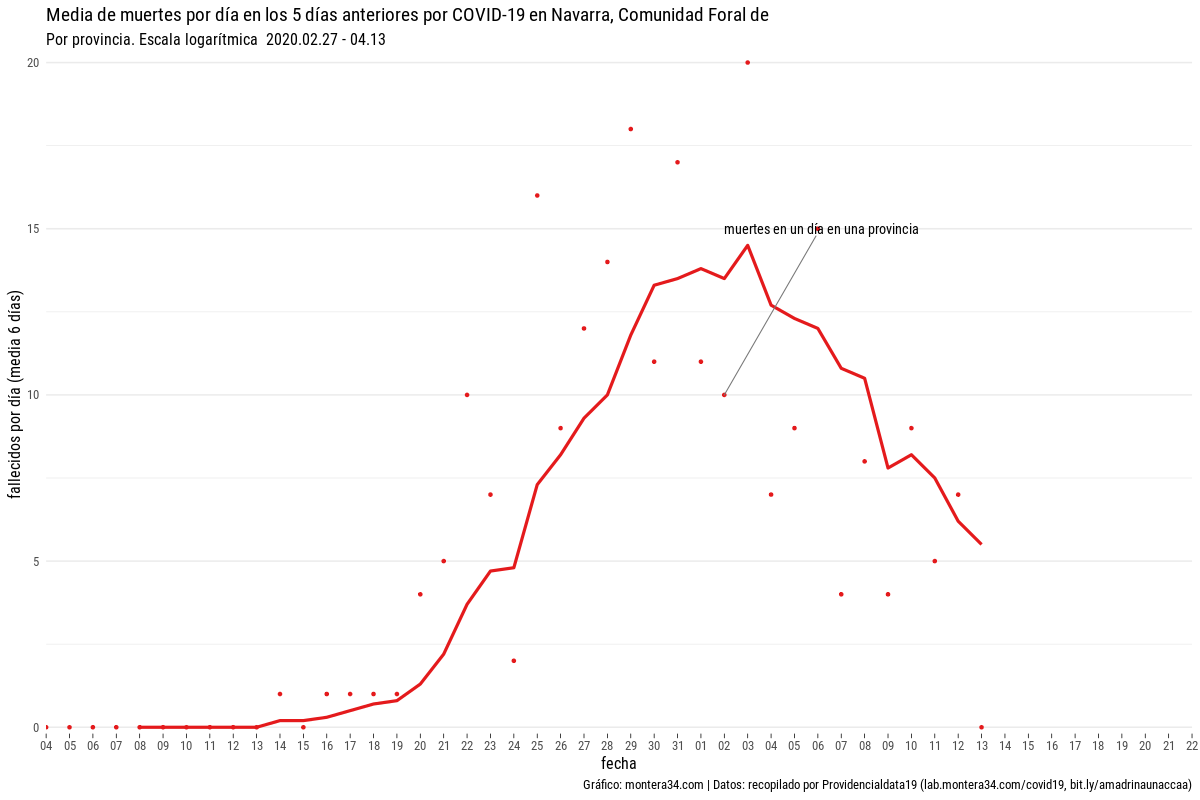 Media de muertes por día en los 5 días anteriores por COVID-19 en Navarra, Comunidad Foral de
Por provincia. Escala logarítmica  2020.02.27 - 04.13
fallecidos por día (media 6 días)
20
15
10
5
0
muertes en un día en una provincia
04 05 06 07 08 09 10 11 12 13 14 15 16 17 18 19 20 21 22 23 24 25 26 27 28 29 30 31 01 02 03 04 05 06 07 08 09 10 11 12 13 14 15 16 17 18 19 20 21 22
fecha
Gráfico: montera34.com | Datos: recopilado por Providencialdata19 (lab.montera34.com/covid19, bit.ly/amadrinaunaccaa)